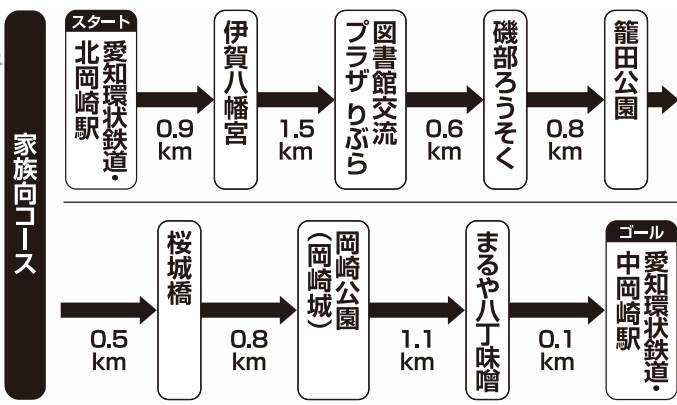 家族向コース
スタート
愛知環状鉄道・
北岡崎駅
0.9
km
伊賀八幡宮
1.5
km
図書館交流
プラザ りぶら
0.6
km
磯部ろうそく
0.8
km
籠田公園
0.5
km
桜城橋
0.8
km
岡崎公園
(岡崎城)
1.1
km
まるや八丁味噌
0.1
km
ゴール
愛知環状鉄道・
中岡崎駅